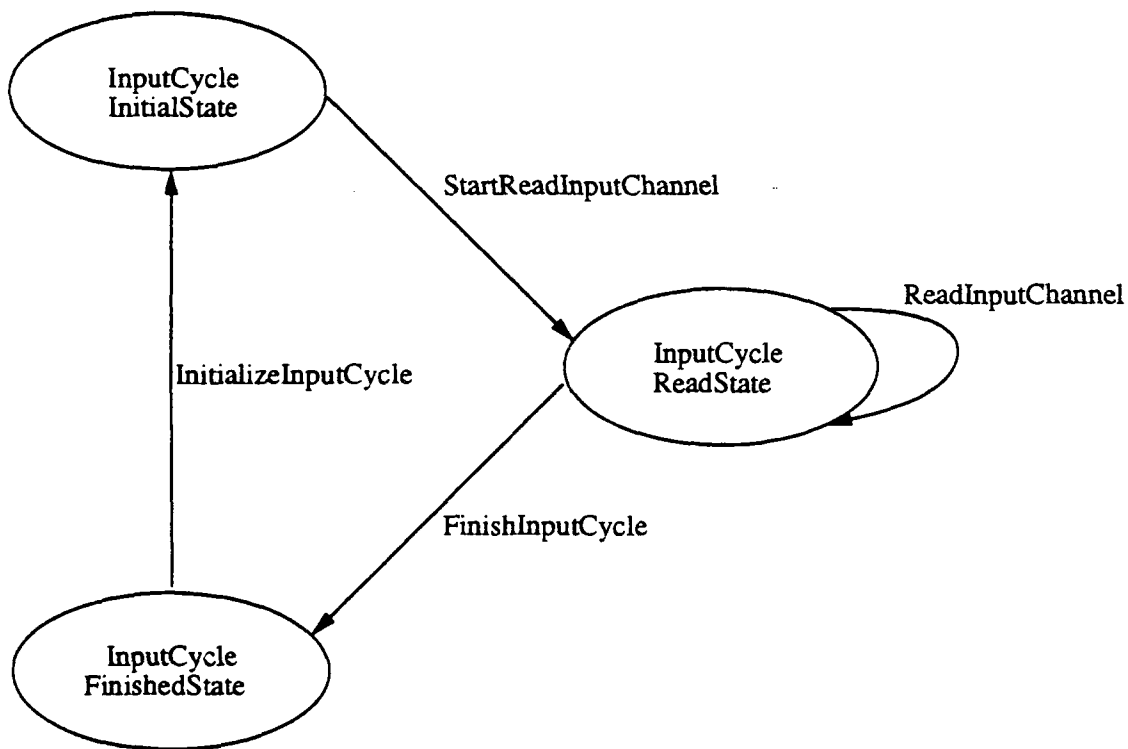 InputCycle
InitialState
StartReadInputChannel
ReadInputChannel
InputCycle
ReadState
InitializeInputCycle
FinishInputCycle
InputCycle
FinishedState